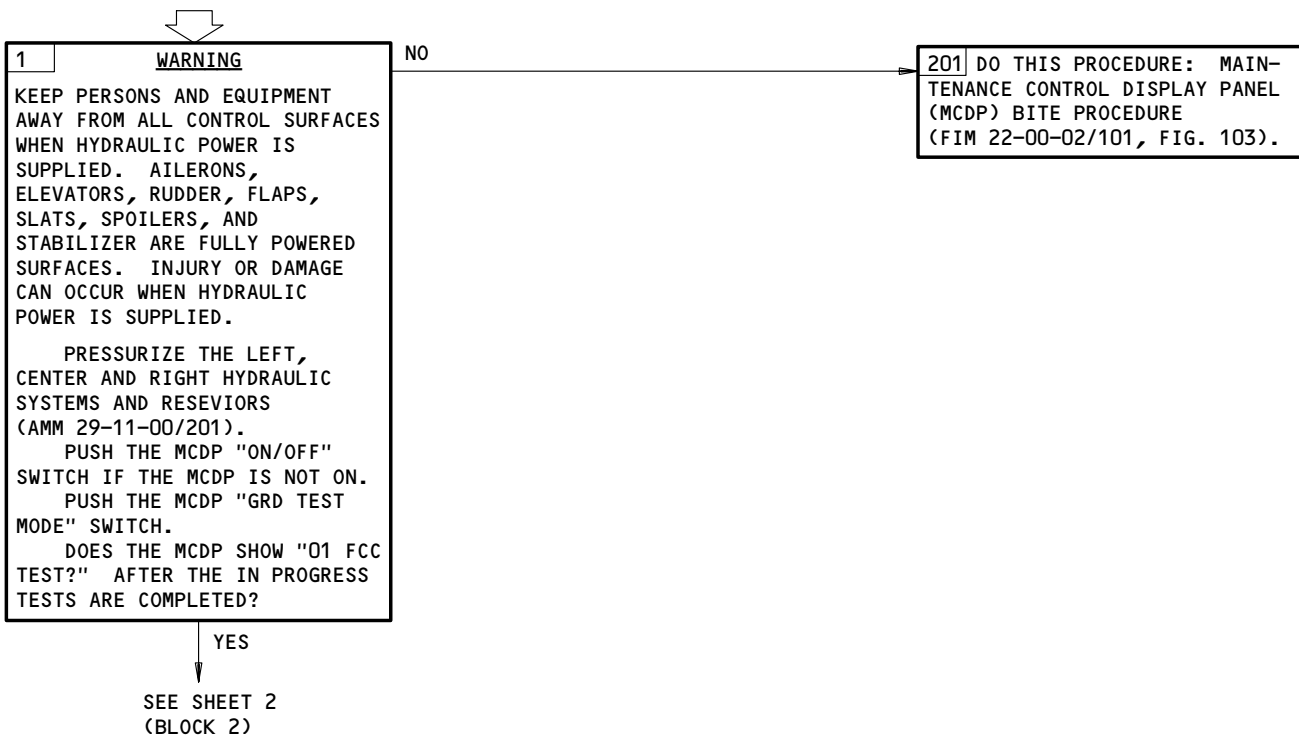 1 WARNING
KEEP PERSONS AND EQUIPMENT
AWAY FROM ALL CONTROL SURFACES
WHEN HYDRAULIC POWER IS
SUPPLIED. AILERONS,
ELEVATORS, RUDDER, FLAPS,
SLATS, SPOILERS, AND
STABILIZER ARE FULLY POWERED
SURFACES. INJURY OR DAMAGE
CAN OCCUR WHEN HYDRAULIC
POWER IS SUPPLIED.
PRESSURIZE THE LEFT,
CENTER AND RIGHT HYDRAULIC
SYSTEMS AND RESEVIORS
(AMM 29-11-00/201).
PUSH THE MCDP "ON/OFF"
SWITCH IF THE MCDP IS NOT ON.
PUSH THE MCDP "GRD TEST
MODE" SWITCH.
DOES THE MCDP SHOW "01 FCC
TEST?" AFTER THE IN PROGRESS
TESTS ARE COMPLETED?
NO
201 DO THIS PROCEDURE: MAIN-
TENANCE CONTROL DISPLAY PANEL
(MCDP) BITE PROCEDURE
(FIM 22-00-02/101, FIG. 103).
YES
SEE SHEET 2
(BLOCK 2)